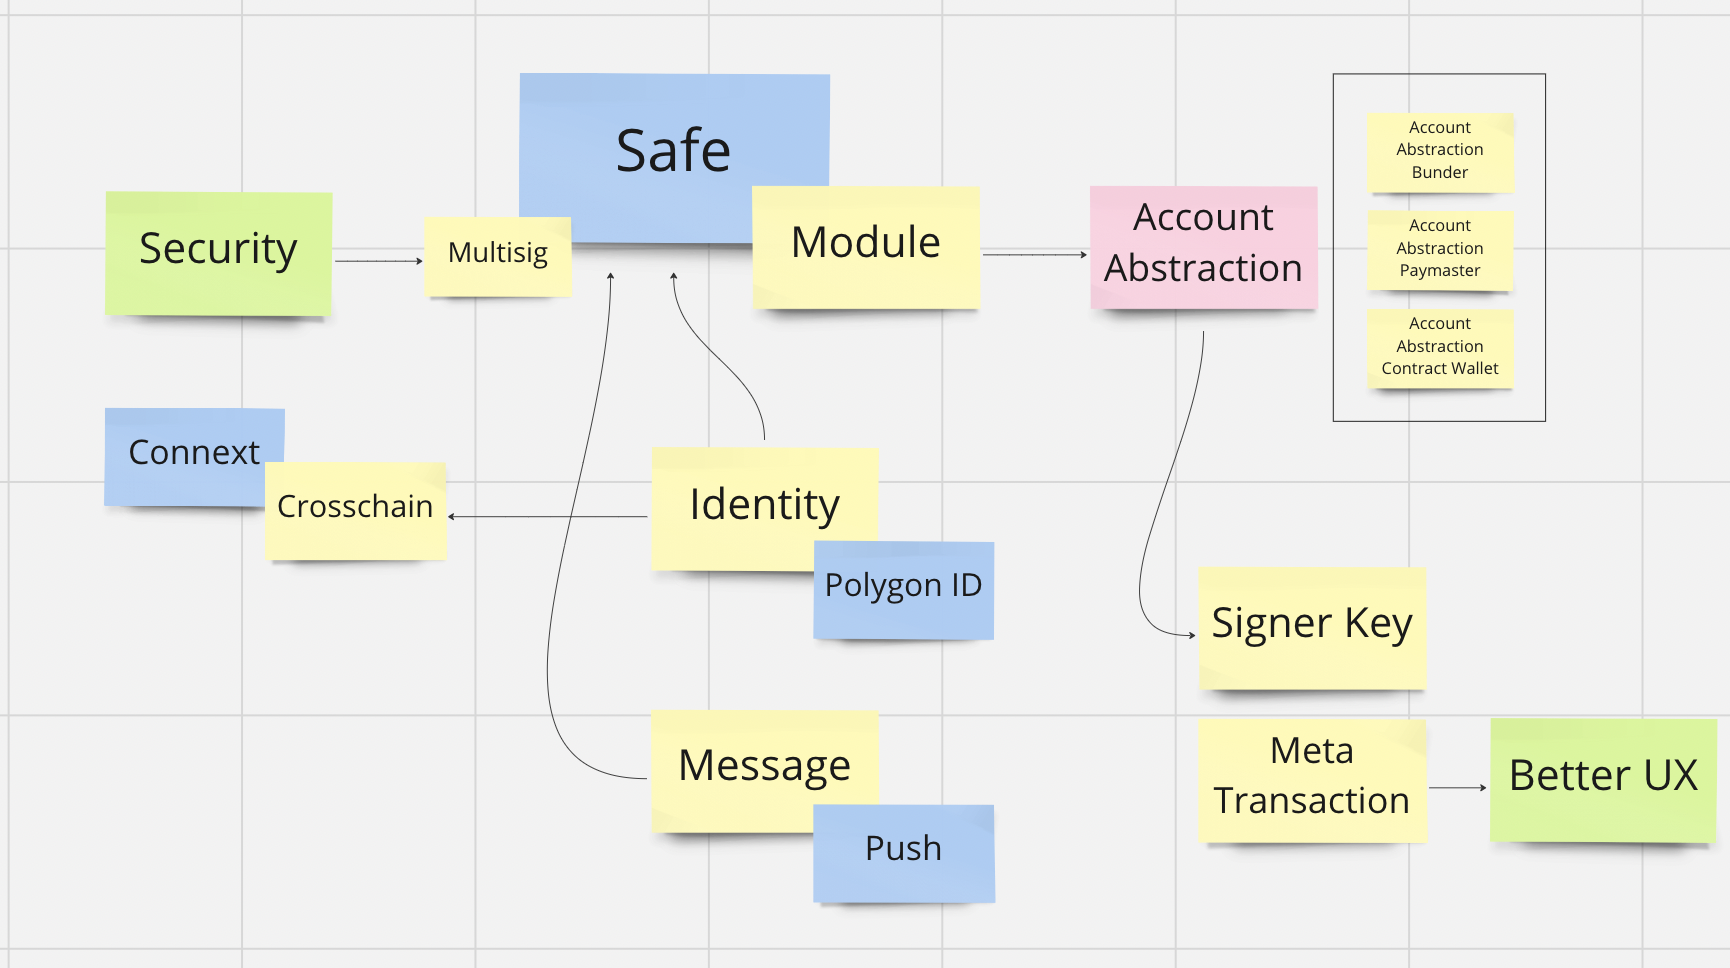 Safe
Security
Multisig
Module
Account
Abstraction
Account
Abstraction
Bunder
Account
Abstraction
Paymaster
Account
Abstraction
Contract Wallet
Connext
Crosschain
Identity
Polygon ID
Signer Key
Message
Push
Meta
Transaction
Better UX